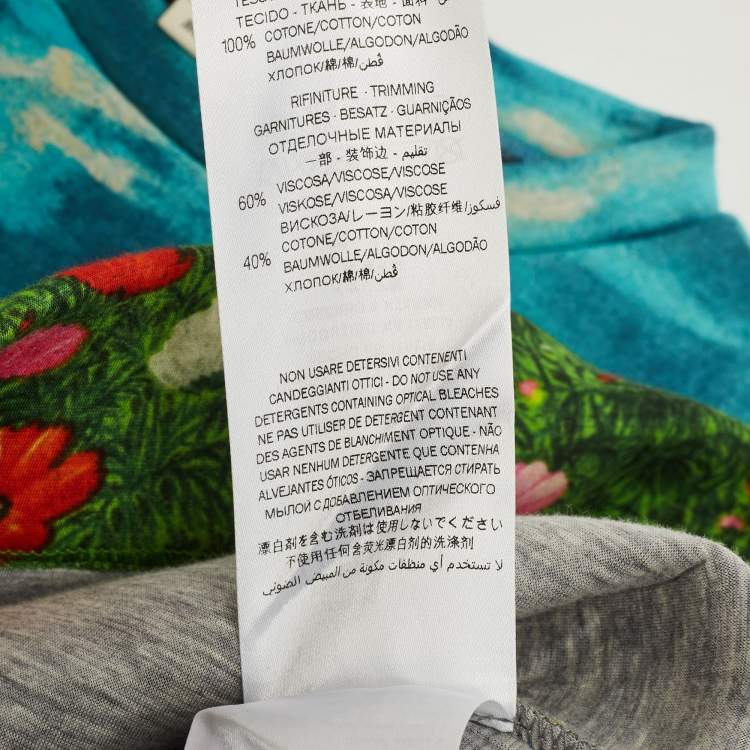 TECIDO - ТКАНЬ - 表地 - 面料
100% COTONE/COTTON/COTON
BAUMWOLLE/ALGODON/ALGODÃO
ХЛОПОК/綿/棉/قُطن
RIFINITURE · TRIMMING
GARNITURES · BESATZ · GUARNIÇÕES
ОТДЕЛОЧНЫЕ МАТЕРИАЛЫ
一部 - 装饰边 - تقليم
60% VISCOSA/VISCOSE/VISCOSE
VISKOSE/VISCOSA/VISCOSE
ВИСКОЗА/レーヨン/粘胶纤维/فسكوز
40% COTONE/COTTON/COTON
BAUMWOLLE/ALGODON/ALGODÃO
ХЛОПОК/綿/棉/قُطن
NON USARE DETERSIVI CONTENENTI
CANDEGGIANTI OTTICI - DO NOT USE ANY
DETERGENTS CONTAINING OPTICAL BLEACHES
NE PAS UTILISER DE DETERGENT CONTENANT
DES AGENTS DE BLANCHIMENT OPTIQUE - NÃO
USAR NENHUM DETERGENTE QUE CONTENHA
ALVEJANTES ÓTICOS - ЗАПРЕЩАЕТСЯ СТИРАТЬ
МЫЛОЙ С ДОБАВЛЕНИЕМ ОПТИЧЕСКОГО
ОТБЕЛИВАНИЯ
漂白剤を含む洗剤は使用しないでください
不使用任何含荧光漂白剂的洗涤剂
لا تستخدم أي منظفات مكونة من المبيض الضوئي